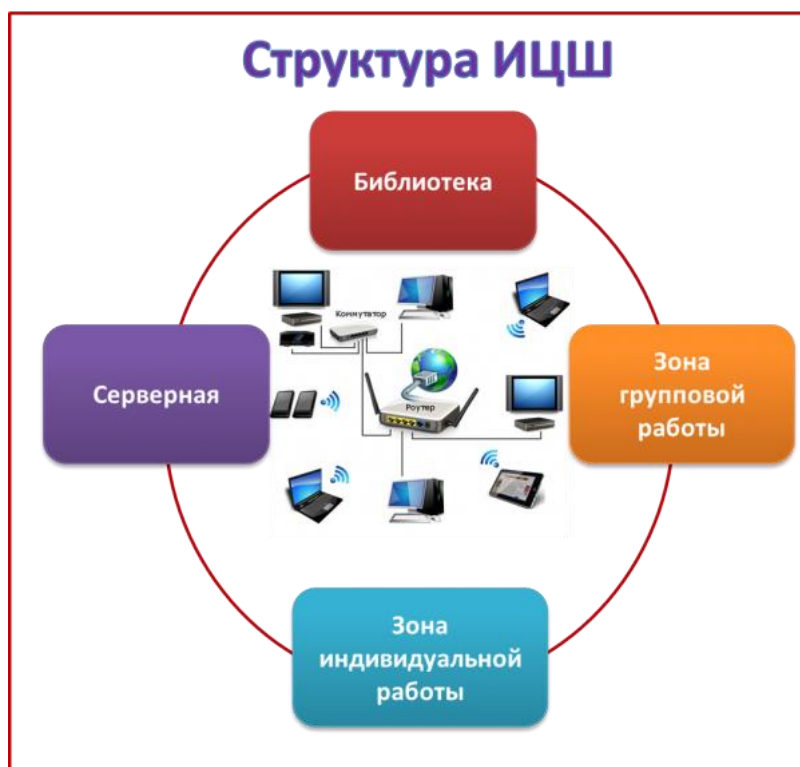 Структура ИЦШ
Библиотека
Коммутатор
Серверная
Зона
групповой
работы
Роутер
Зона
индивидуальной
работы